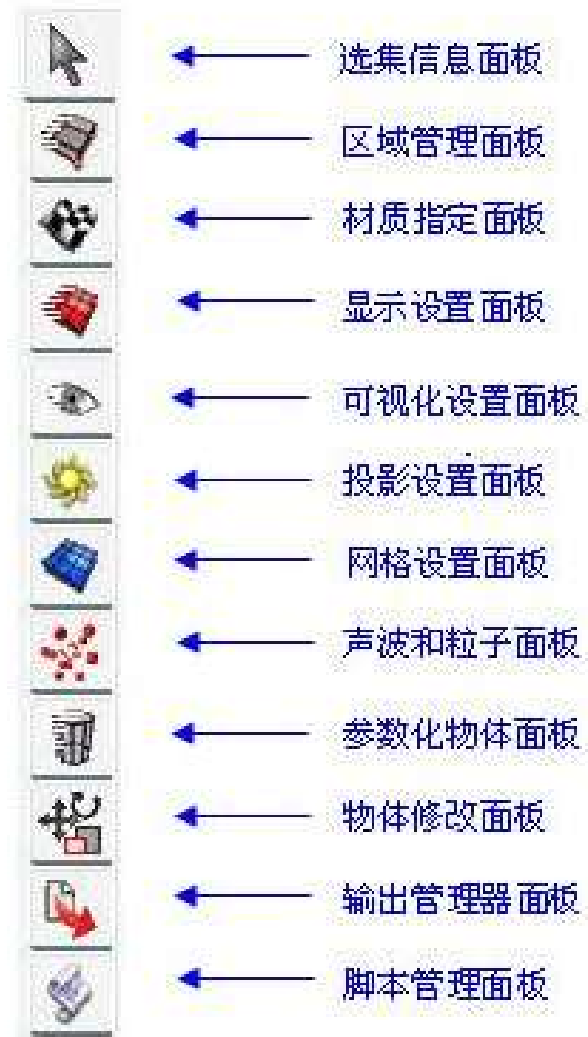 选集信息面板
区域管理面板
材质指定面板
显示设置面板
可视化设置面板
投影设置面板
网格设置面板
声波和粒子面板
参数化物体面板
物体修改面板
输出管理器面板
脚本管理面板